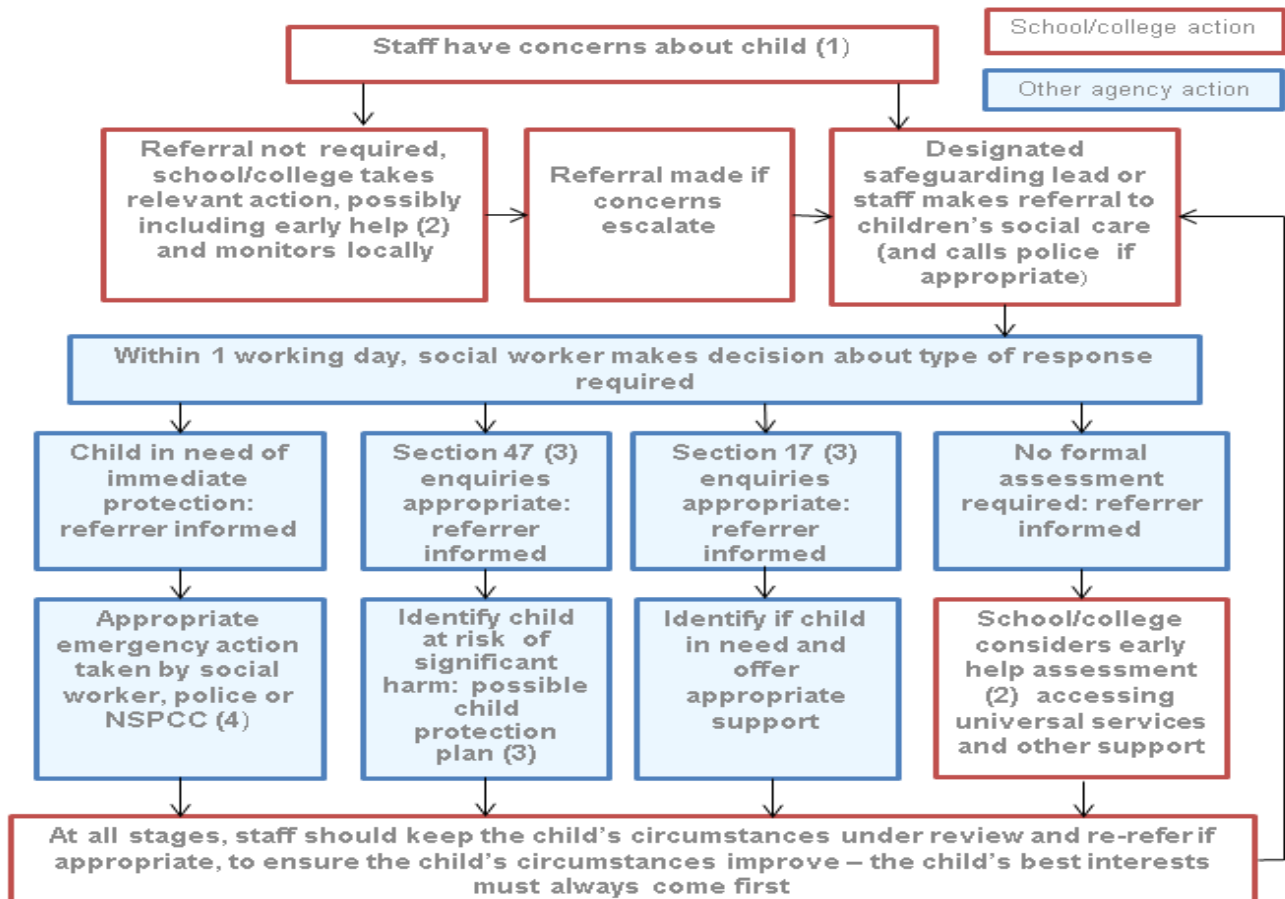 Staff have concerns about child (1)
School/college action
Other agency action
Referral not required,
school/college takes
relevant action, possibly
including early help (2)
and monitors locally
Referral made if
concerns
escalate
Designated
safeguarding lead or
staff makes referral to
children's social care
(and calls police if
appropriate)
Within 1 working day, social worker makes decision about type of response
required
Child in need of
immediate
protection:
referrer informed
Section 47 (3)
enquiries
appropriate:
referrer
informed
Section 17 (3)
enquiries
appropriate:
referrer
informed
No formal
assessment
required: referrer
informed
Appropriate
emergency action
taken by social
worker, police or
NSPCC (4)
Identify child
at risk of
significant
harm: possible
child
protection
plan (3)
Identify if child
in need and
offer
appropriate
support
School/college
considers early
help assessment
(2) accessing
universal services
and other support
At all stages, staff should keep the child's circumstances under review and re-refer if
appropriate, to ensure the child's circumstances improve – the child's best interests
must always come first